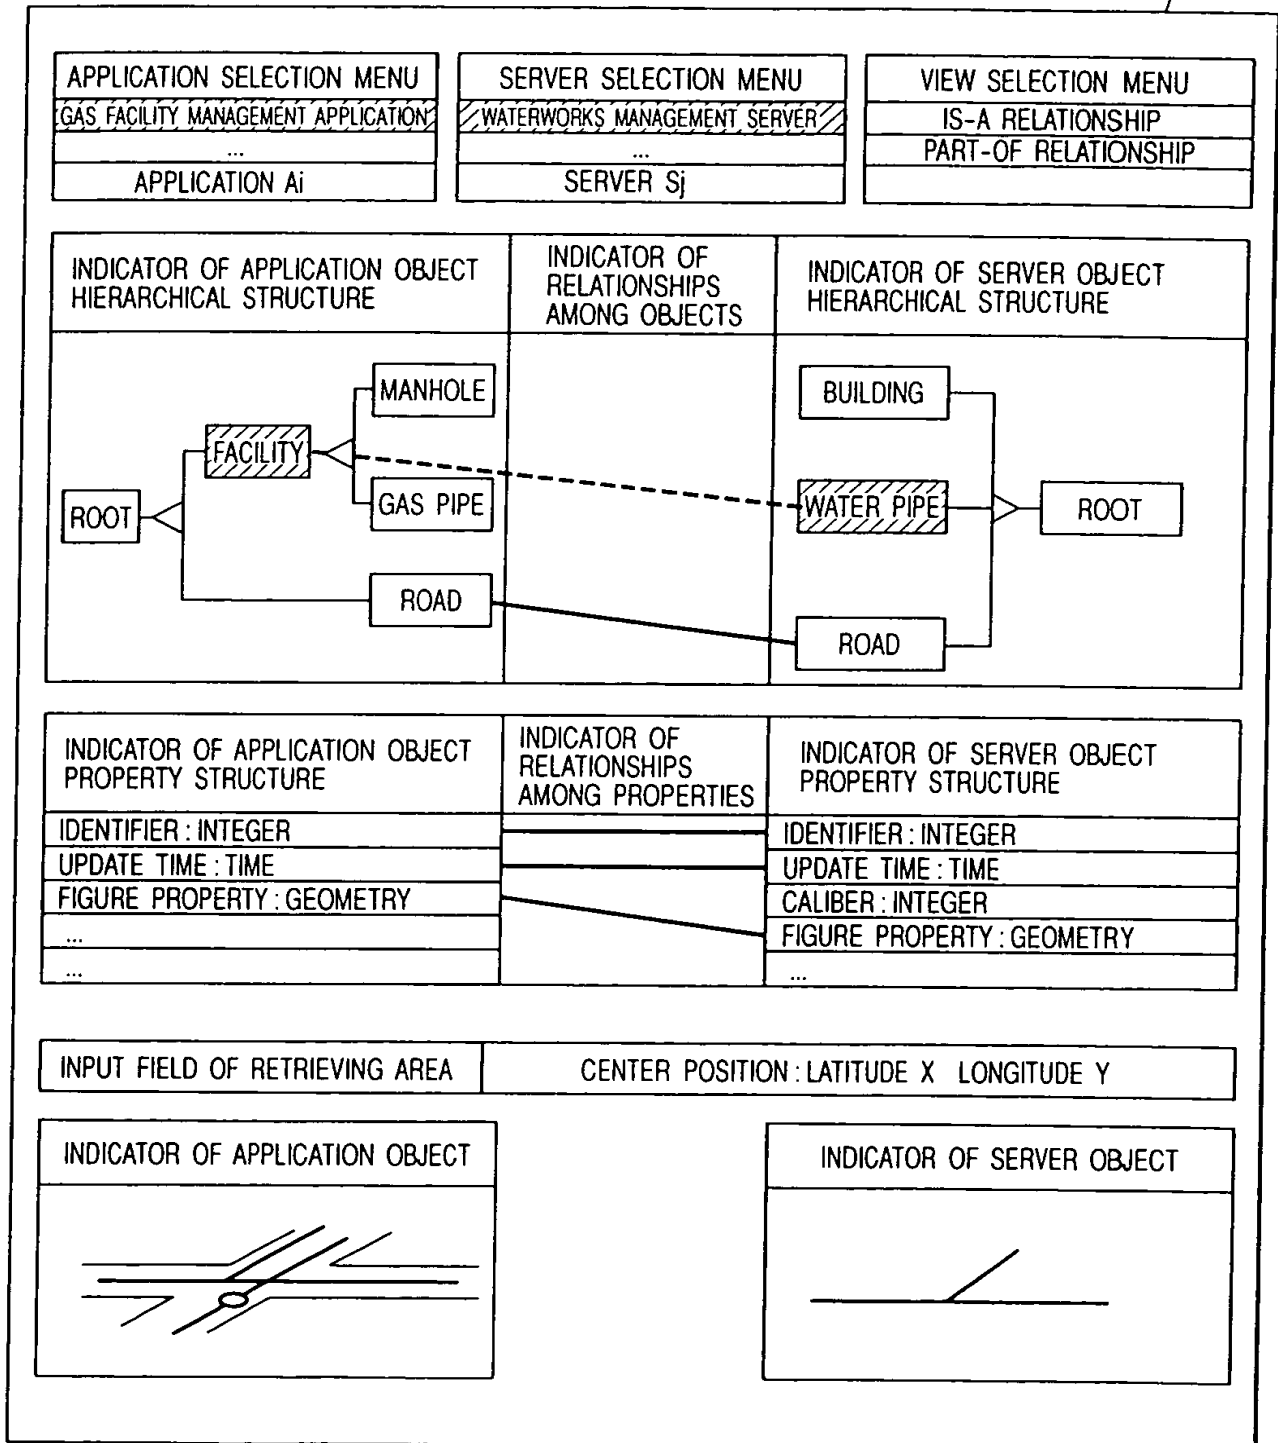 APPLICATION SELECTION MENU
GAS FACILITY MANAGEMENT APPLICATION
...
APPLICATION Ai
SERVER SELECTION MENU
WATERWORKS MANAGEMENT SERVER
...
SERVER Sj
VIEW SELECTION MENU
IS-A RELATIONSHIP
PART-OF RELATIONSHIP
INDICATOR OF APPLICATION OBJECT
HIERARCHICAL STRUCTURE
INDICATOR OF
RELATIONSHIPS
AMONG OBJECTS
INDICATOR OF SERVER OBJECT
HIERARCHICAL STRUCTURE
MANHOLE
FACILITY
GAS PIPE
ROOT
ROAD
BUILDING
WATER PIPE
ROOT
ROAD
INDICATOR OF APPLICATION OBJECT
PROPERTY STRUCTURE
INDICATOR OF
RELATIONSHIPS
AMONG PROPERTIES
INDICATOR OF SERVER OBJECT
PROPERTY STRUCTURE
IDENTIFIER : INTEGER
UPDATE TIME : TIME
FIGURE PROPERTY : GEOMETRY
...
...
IDENTIFIER : INTEGER
UPDATE TIME : TIME
CALIBER : INTEGER
FIGURE PROPERTY : GEOMETRY
...
INPUT FIELD OF RETRIEVING AREA
CENTER POSITION : LATITUDE X LONGITUDE Y
INDICATOR OF APPLICATION OBJECT
INDICATOR OF SERVER OBJECT